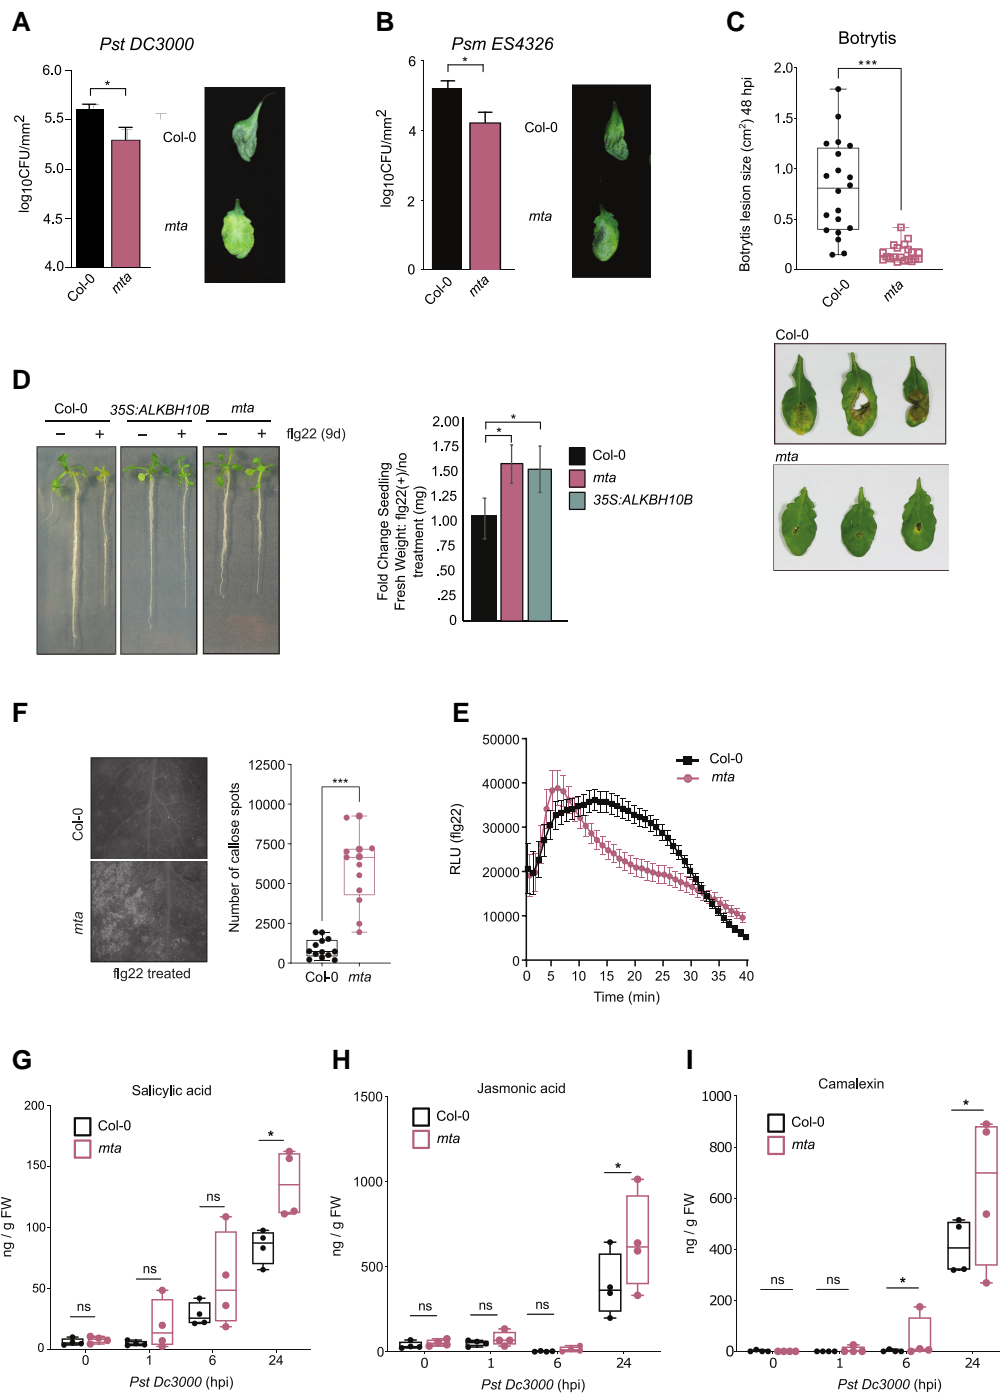 A
Pst DC3000
log10CFU/mm2
6.0
5.5
5.0
4.5
4.0
*
Col-0
mta
Col-0
mta
B
Psm ES4326
log10CFU/mm2
6
4
2
0
*
Col-0
mta
Col-0
mta
C
Botrytis
Botrytis lesion size (cm2) 48 hpi
2.0
1.5
1.0
0.5
0.0
***
Col-0
mta
Col-0
mta
D
Col-0
35S:ALKBH10B
mta
– + – + – + flg22 (9d)
Fold Change Seedling
Fresh Weight: flg22(+)/no
treatment (mg)
2.00
1.75
1.50
1.25
1.00
.75
.50
.25
0
*
*
Col-0
mta
35S:ALKBH10B
F
Col-0
mta
flg22 treated
Number of callose spots
12500
10000
7500
5000
2500
0
***
Col-0 mta
E
RLU (flg22)
50000
40000
30000
20000
10000
0
Col-0
mta
0 5 10 15 20 25 30 35 40
Time (min)
G
Salicylic acid
ng / g FW
200
150
100
50
0
Col-0
mta
ns
ns
ns
*
0 1 6 24
Pst Dc3000 (hpi)
H
Jasmonic acid
ng / g FW
1500
1000
500
0
Col-0
mta
ns
ns
ns
*
0 1 6 24
Pst Dc3000 (hpi)
I
Camalexin
ng / g FW
1000
800
600
400
200
0
Col-0
mta
ns
ns
*
*
0 1 6 24
Pst Dc3000 (hpi)